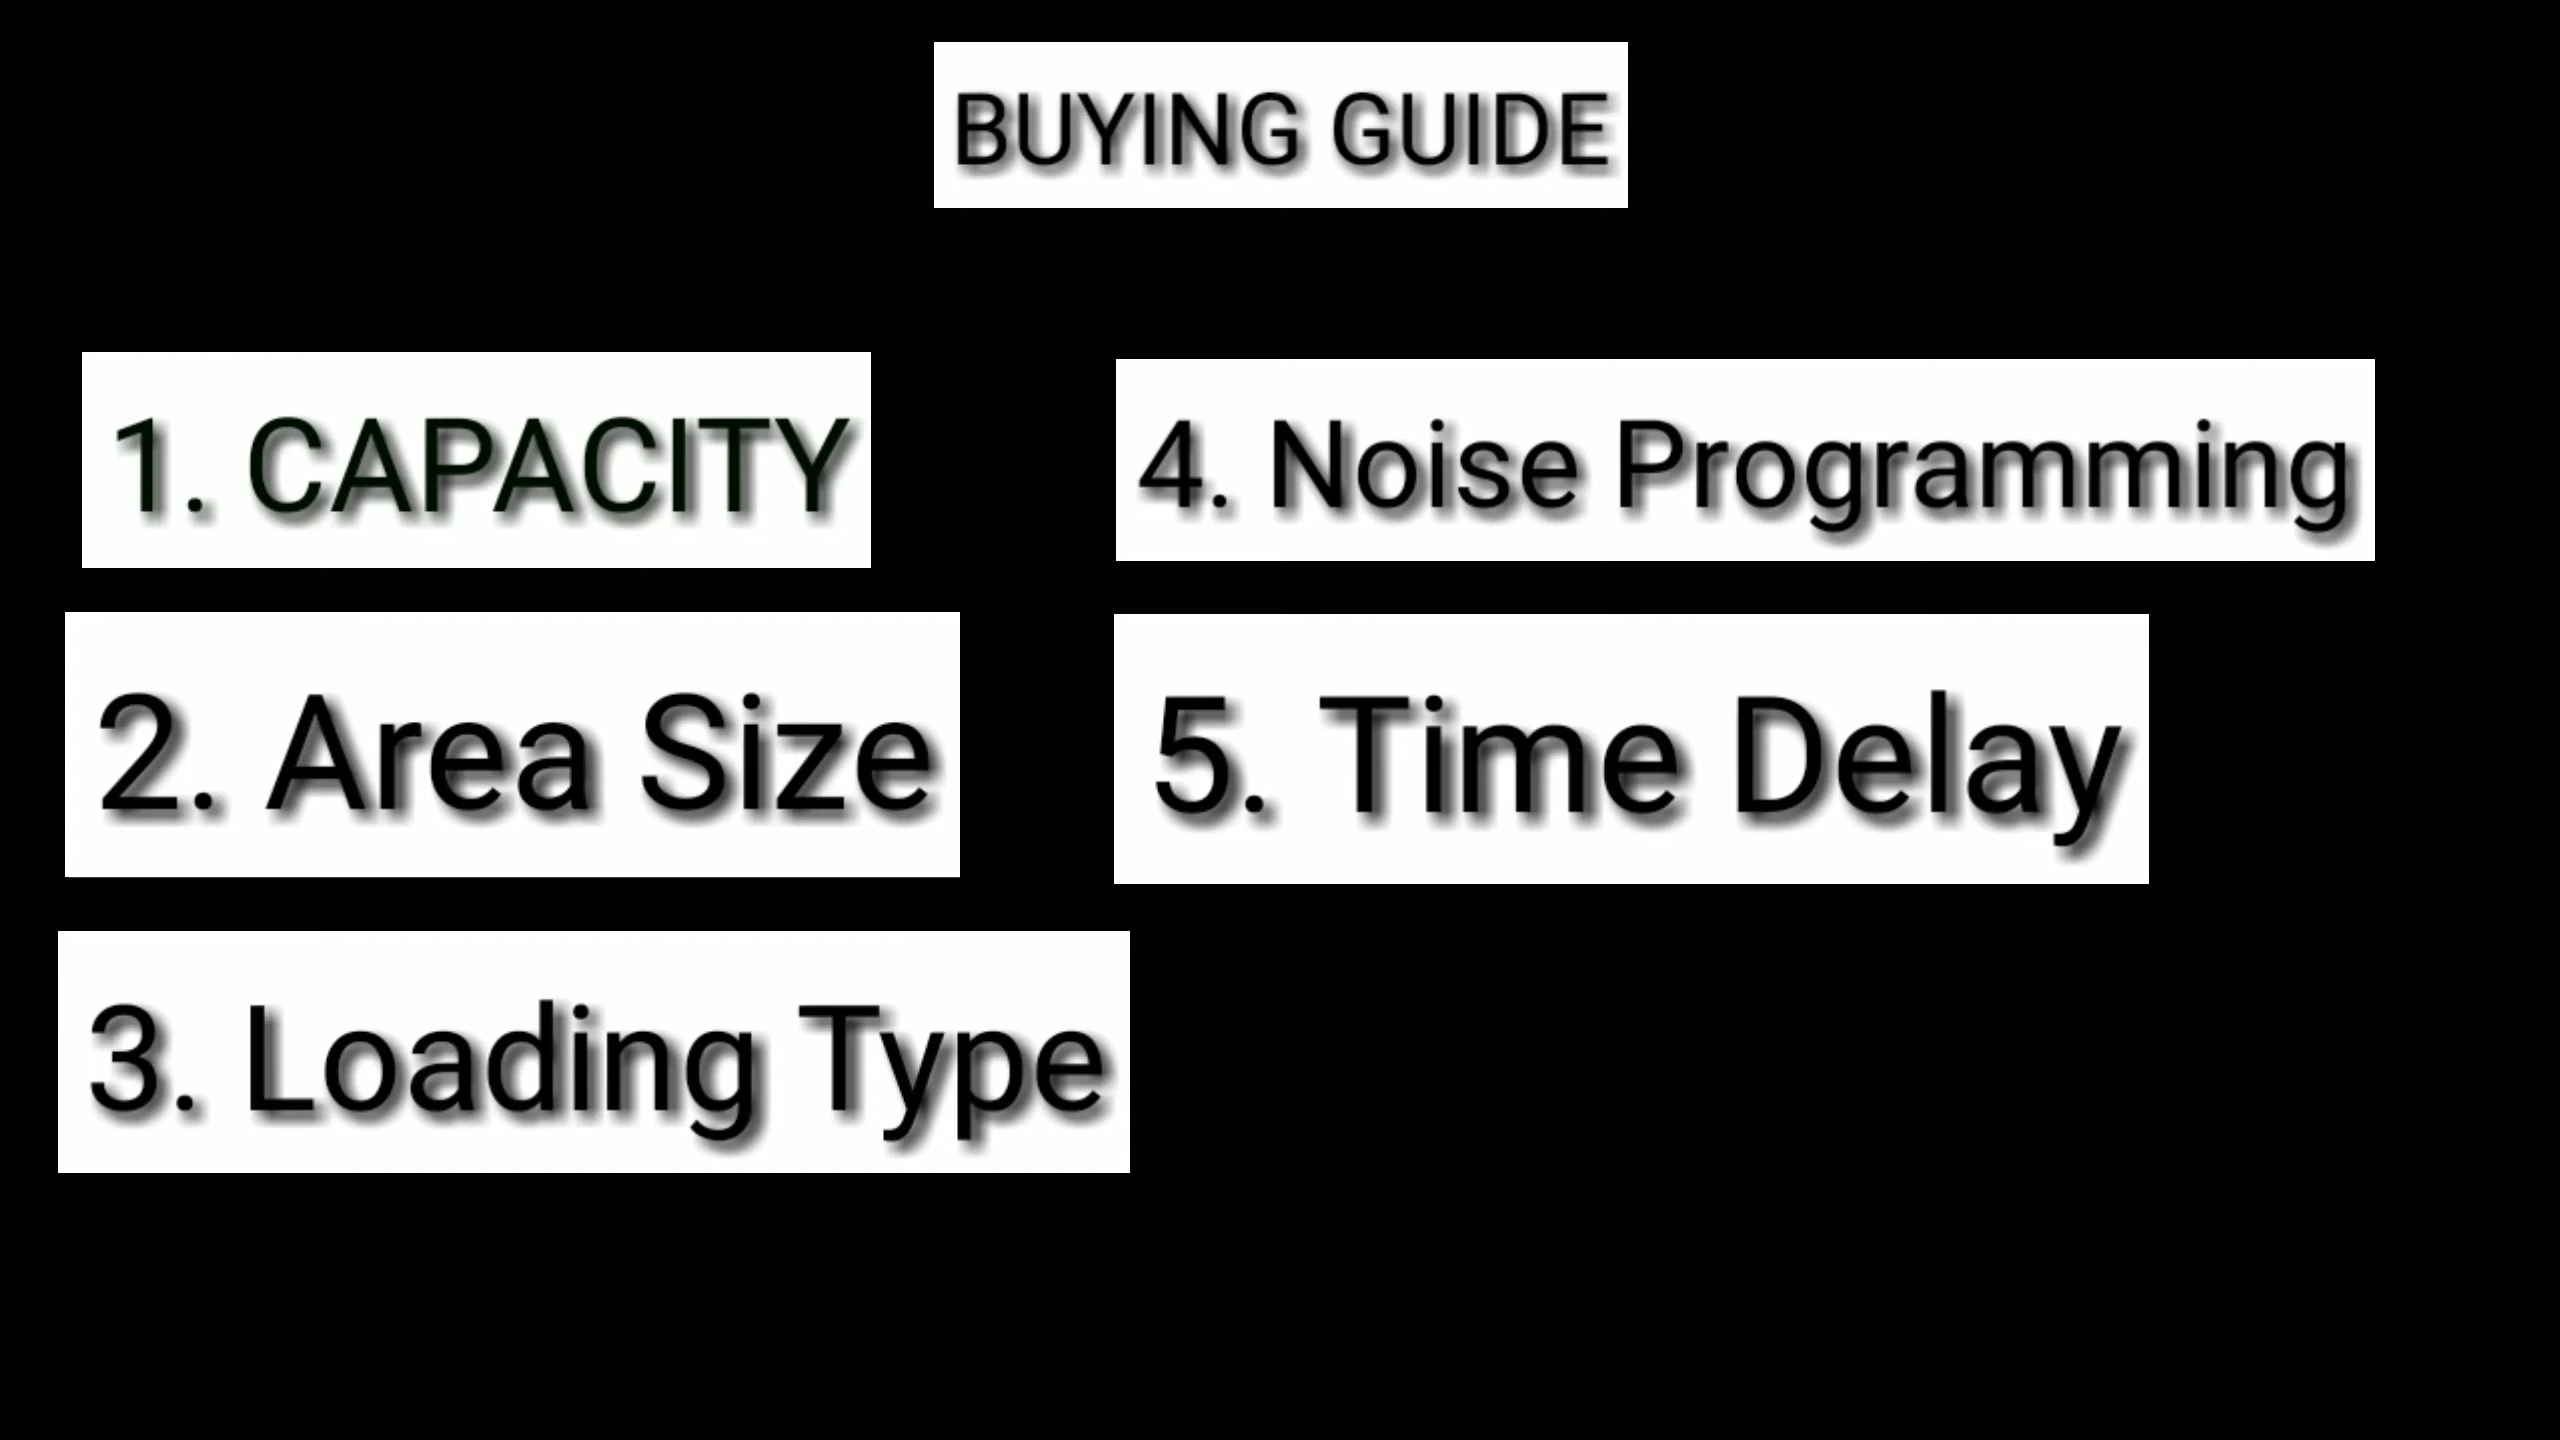 BUYING GUIDE
1. CAPACITY
2. Area Size
3. Loading Type
4. Noise Programming
5. Time Delay